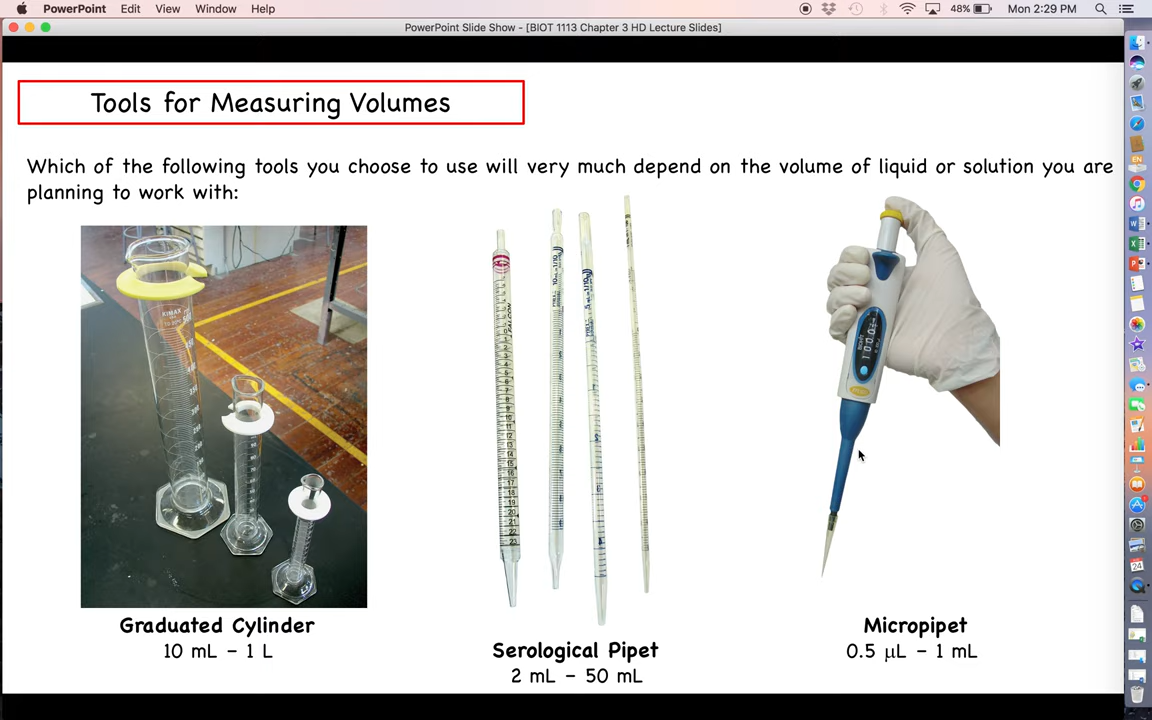 PowerPoint Edit View Window Help 48% Mon 2:29 PM
PowerPoint Slide Show - [BIOT 1113 Chapter 3 HD Lecture Slides]
Tools for Measuring Volumes
Which of the following tools you choose to use will very much depend on the volume of liquid or solution you are
planning to work with:
KIMAX
Graduated Cylinder
10 mL – 1 L
Serological Pipet
2 mL – 50 mL
Micropipet
0.5 µL – 1 mL